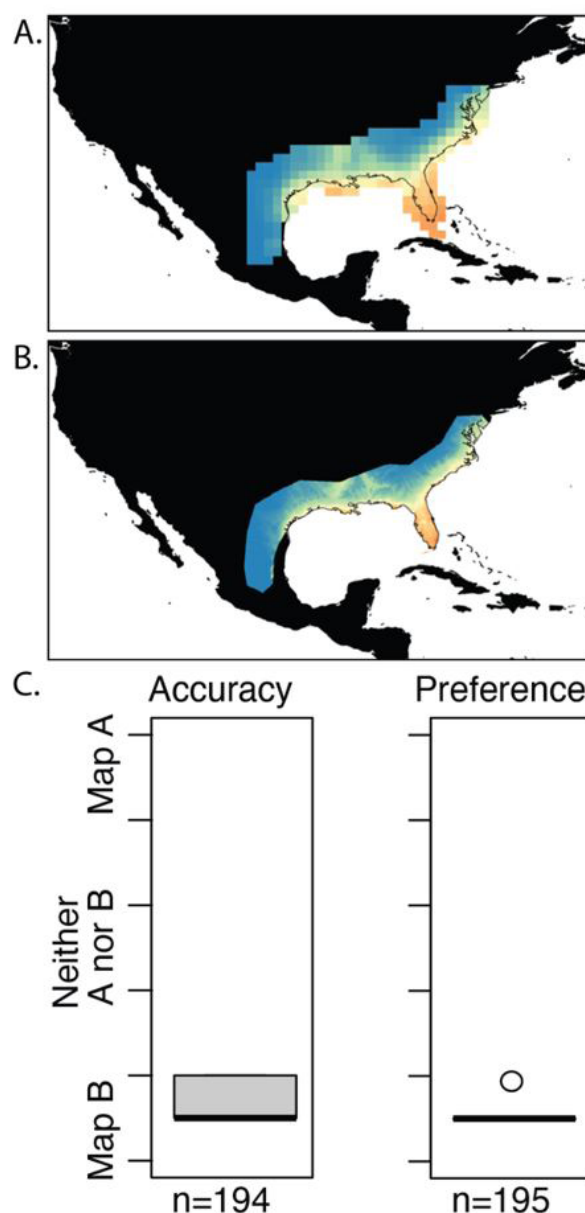 A.
B.
C.
Accuracy
Preference
Map A
Neither
A nor B
Map B
n=194
n=195